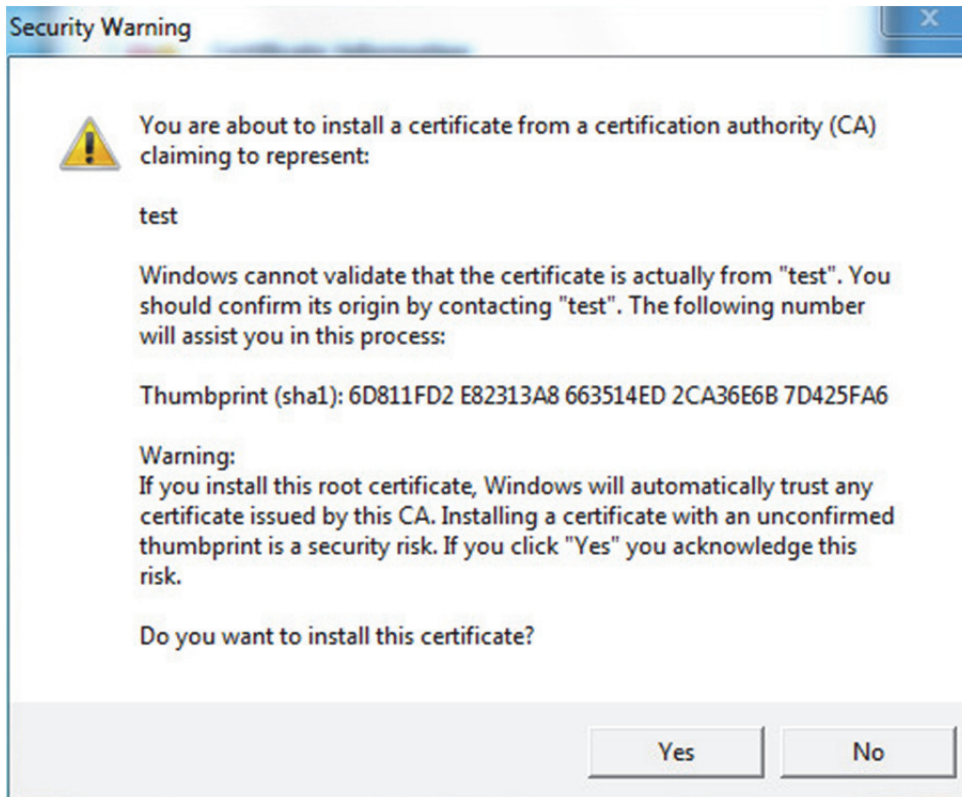 Security Warning
You are about to install a certificate from a certification authority (CA)
claiming to represent:
test
Windows cannot validate that the certificate is actually from "test". You
should confirm its origin by contacting "test". The following number
will assist you in this process:
Thumbprint (sha1): 6D811FD2 E82313A8 663514ED 2CA36E6B 7D425FA6
Warning:
If you install this root certificate, Windows will automatically trust any
certificate issued by this CA. Installing a certificate with an unconfirmed
thumbprint is a security risk. If you click "Yes" you acknowledge this
risk.
Do you want to install this certificate?
Yes No